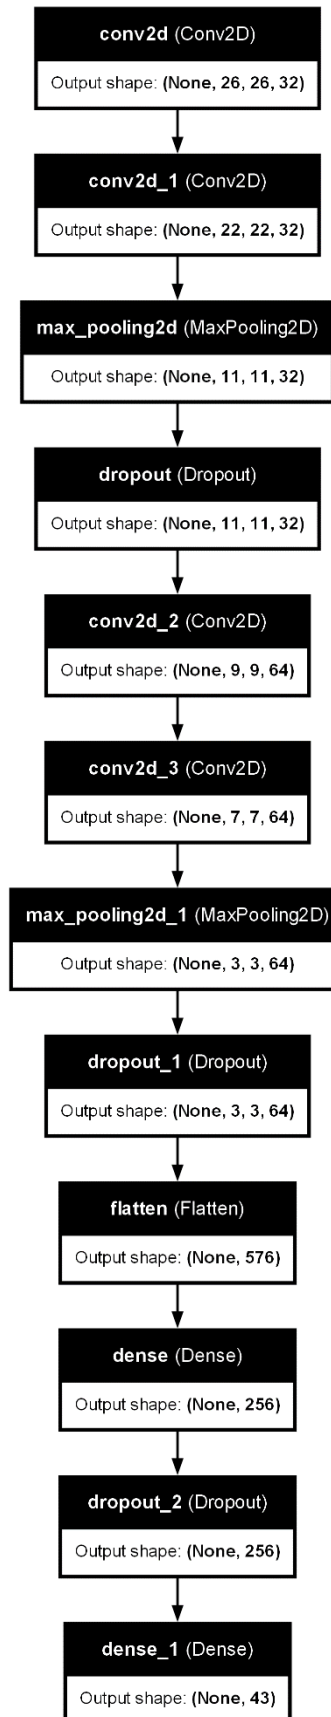 conv2d (Conv2D)
Output shape: (None, 26, 26, 32)
conv2d_1 (Conv2D)
Output shape: (None, 22, 22, 32)
max_pooling2d (MaxPooling2D)
Output shape: (None, 11, 11, 32)
dropout (Dropout)
Output shape: (None, 11, 11, 32)
conv2d_2 (Conv2D)
Output shape: (None, 9, 9, 64)
conv2d_3 (Conv2D)
Output shape: (None, 7, 7, 64)
max_pooling2d_1 (MaxPooling2D)
Output shape: (None, 3, 3, 64)
dropout_1 (Dropout)
Output shape: (None, 3, 3, 64)
flatten (Flatten)
Output shape: (None, 576)
dense (Dense)
Output shape: (None, 256)
dropout_2 (Dropout)
Output shape: (None, 256)
dense_1 (Dense)
Output shape: (None, 43)